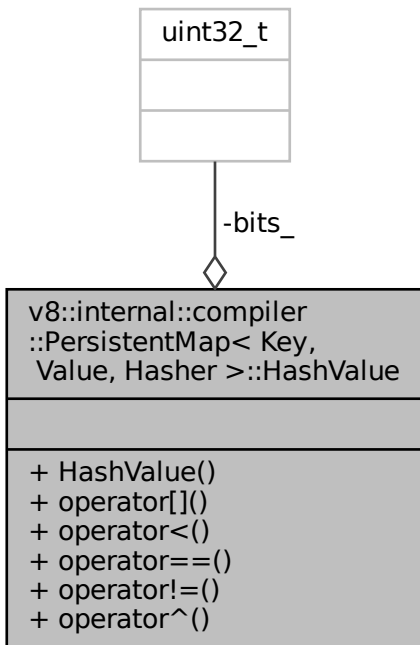 uint32_t
-bits_
v8::internal::compiler
::PersistentMap< Key,
Value, Hasher >::HashValue
+ HashValue()
+ operator[]()
+ operator<()
+ operator==()
+ operator!=()
+ operator^()